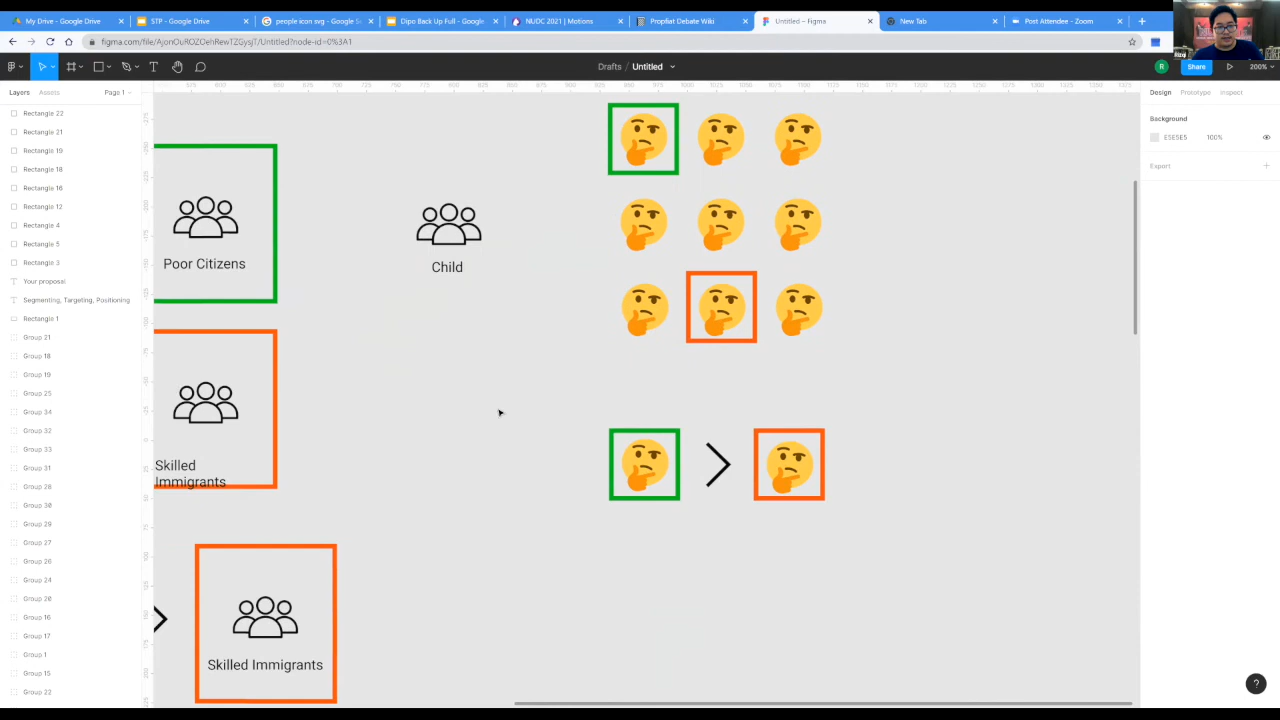 My Drive - Google Drive
STP - Google Drive
people icon svg - Google Se
Dipo Back Up Full - Google
NUDC 2021 | Motions
Propliat Debate Wiki
Untitled – Figma
New Tab
Post Attendee - Zoom
figma.com/file/AjonOuROZOehRewTZGysjT/Untitled?node-id=0%3A1
Drafts / Untitled
R
Share
200%
Layers
Assets
Page 1
Design
Prototype
Inspect
Background
E5E5E5 100%
Export
Rectangle 22
Rectangle 21
Rectangle 19
Rectangle 18
Rectangle 16
Rectangle 12
Rectangle 4
Rectangle 5
Rectangle 3
Your proposal
Segmenting, Targeting, Positioning
Rectangle 1
Group 21
Group 18
Group 19
Group 25
Group 34
Group 32
Group 33
Group 31
Group 28
Group 30
Group 29
Group 27
Group 26
Group 24
Group 20
Group 16
Group 17
Group 1
Group 15
Group 22
Poor Citizens
Child
Skilled
Immigrants
Skilled Immigrants
?